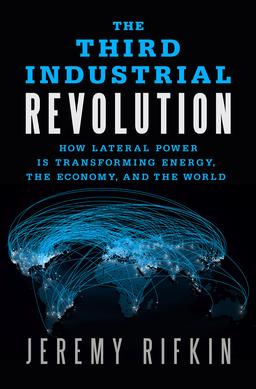 THE
THIRD
INDUSTRIAL
REVOLUTION
HOW LATERAL POWER
IS TRANSFORMING ENERGY,
THE ECONOMY, AND THE WORLD
JEREMY RIFKIN